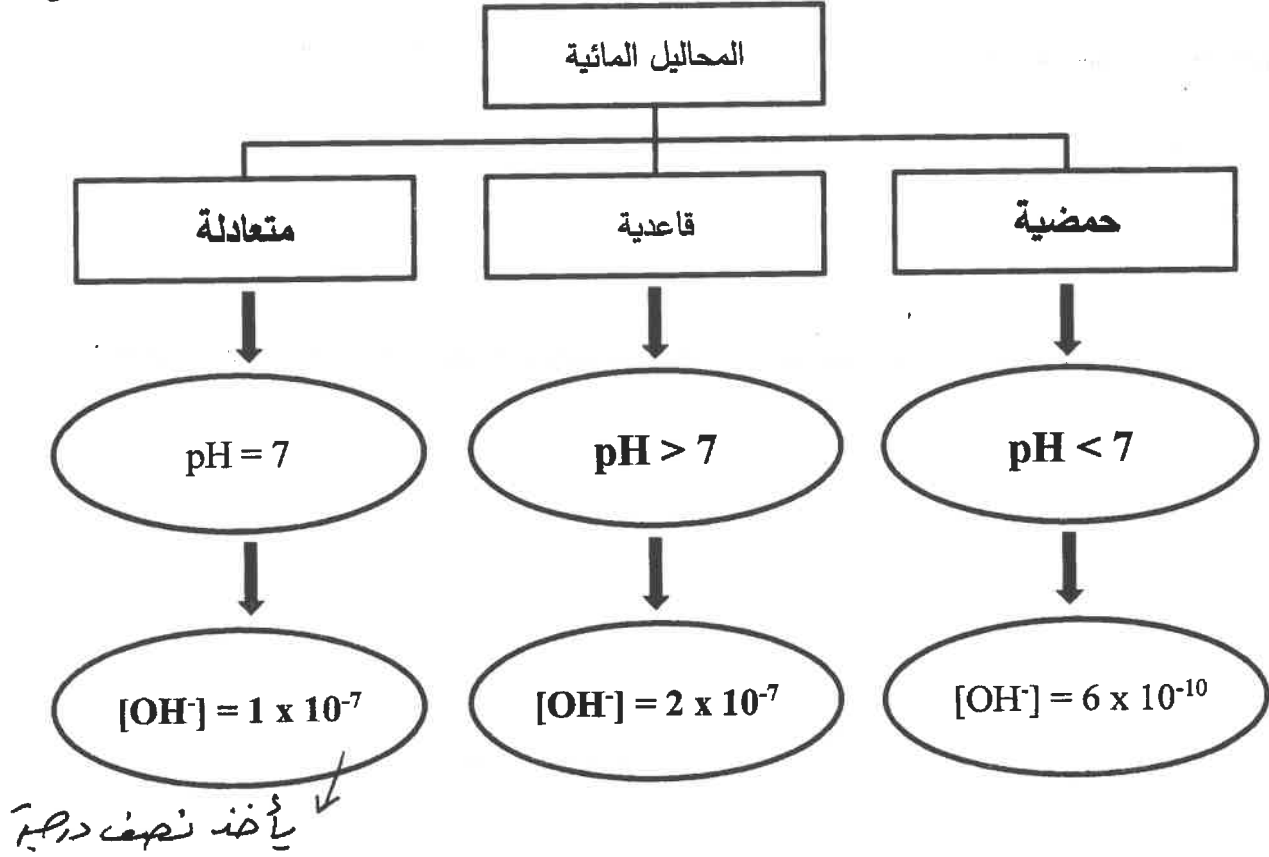 المحاليل المائية
حمضية
قاعدية
متعادلة
pH < 7
pH > 7
pH = 7
[OH⁻] = 6 x 10⁻¹⁰
[OH⁻] = 2 x 10⁻⁷
[OH⁻] = 1 x 10⁻⁷
يأخذ نصف درجة